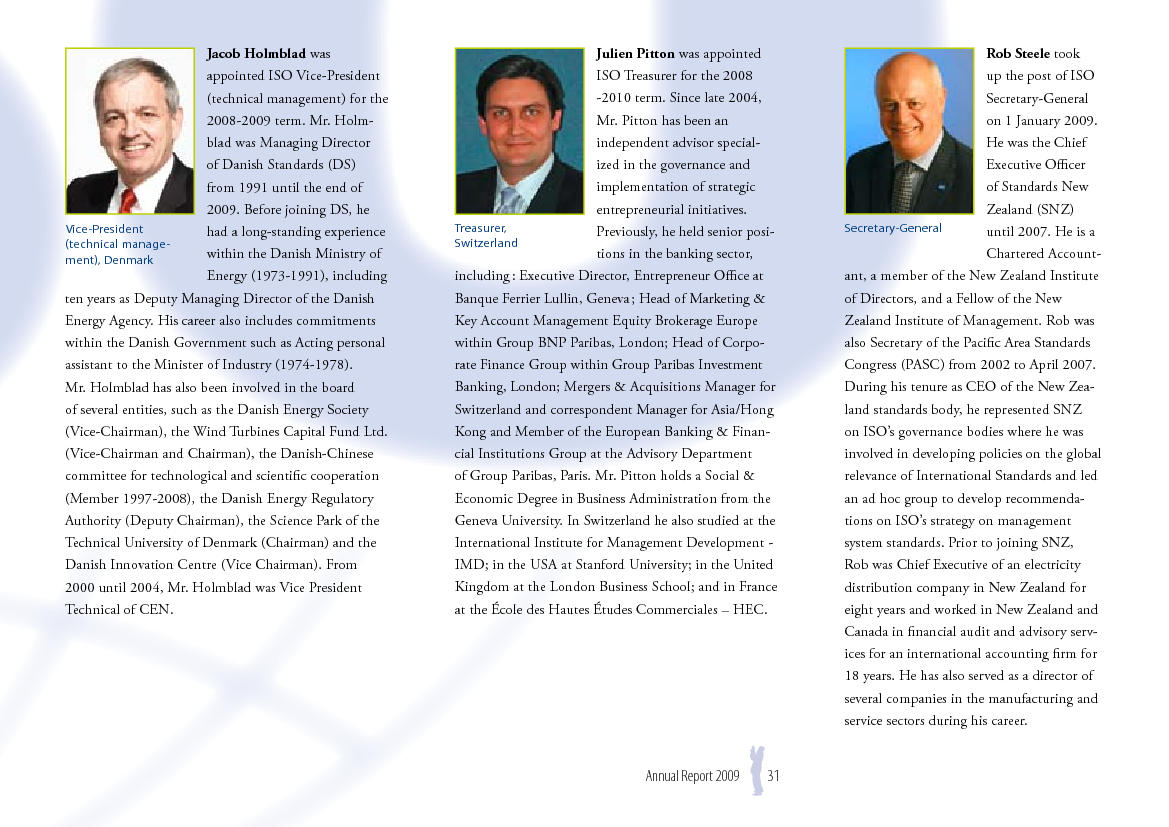 Jacob Holmblad was
appointed ISO Vice-President
(technical management) for the
2008-2009 term. Mr. Holm-
blad was Managing Director
of Danish Standards (DS)
from 1991 until the end of
2009. Before joining DS, he
had a long-standing experience
within the Danish Ministry of
Energy (1973-1991), including
ten years as Deputy Managing Director of the Danish
Energy Agency. His career also includes commitments
within the Danish Government such as Acting personal
assistant to the Minister of Industry (1974-1978).
Mr. Holmblad has also been involved in the board
of several entities, such as the Danish Energy Society
(Vice-Chairman), the Wind Turbines Capital Fund Ltd.
(Vice-Chairman and Chairman), the Danish-Chinese
committee for technological and scientific cooperation
(Member 1997-2008), the Danish Energy Regulatory
Authority (Deputy Chairman), the Science Park of the
Technical University of Denmark (Chairman) and the
Danish Innovation Centre (Vice Chairman). From
2000 until 2004, Mr. Holmblad was Vice President
Technical of CEN.
Vice-President
(technical manage-
ment), Denmark
Julien Pitton was appointed
ISO Treasurer for the 2008
-2010 term. Since late 2004,
Mr. Pitton has been an
independent advisor special-
ized in the governance and
implementation of strategic
entrepreneurial initiatives.
Previously, he held senior posi-
tions in the banking sector,
including : Executive Director, Entrepreneur Office at
Banque Ferrier Lullin, Geneva ; Head of Marketing &
Key Account Management Equity Brokerage Europe
within Group BNP Paribas, London; Head of Corpo-
rate Finance Group within Group Paribas Investment
Banking, London; Mergers & Acquisitions Manager for
Switzerland and correspondent Manager for Asia/Hong
Kong and Member of the European Banking & Finan-
cial Institutions Group at the Advisory Department
of Group Paribas, Paris. Mr. Pitton holds a Social &
Economic Degree in Business Administration from the
Geneva University. In Switzerland he also studied at the
International Institute for Management Development -
IMD; in the USA at Stanford University; in the United
Kingdom at the London Business School; and in France
at the École des Hautes Études Commerciales – HEC.
Treasurer,
Switzerland
Rob Steele took
up the post of ISO
Secretary-General
on 1 January 2009.
He was the Chief
Executive Officer
of Standards New
Zealand (SNZ)
until 2007. He is a
Chartered Account-
ant, a member of the New Zealand Institute
of Directors, and a Fellow of the New
Zealand Institute of Management. Rob was
also Secretary of the Pacific Area Standards
Congress (PASC) from 2002 to April 2007.
During his tenure as CEO of the New Zea-
land standards body, he represented SNZ
on ISO’s governance bodies where he was
involved in developing policies on the global
relevance of International Standards and led
an ad hoc group to develop recommenda-
tions on ISO’s strategy on management
system standards. Prior to joining SNZ,
Rob was Chief Executive of an electricity
distribution company in New Zealand for
eight years and worked in New Zealand and
Canada in financial audit and advisory serv-
ices for an international accounting firm for
18 years. He has also served as a director of
several companies in the manufacturing and
service sectors during his career.
Secretary-General
Annual Report 2009 31